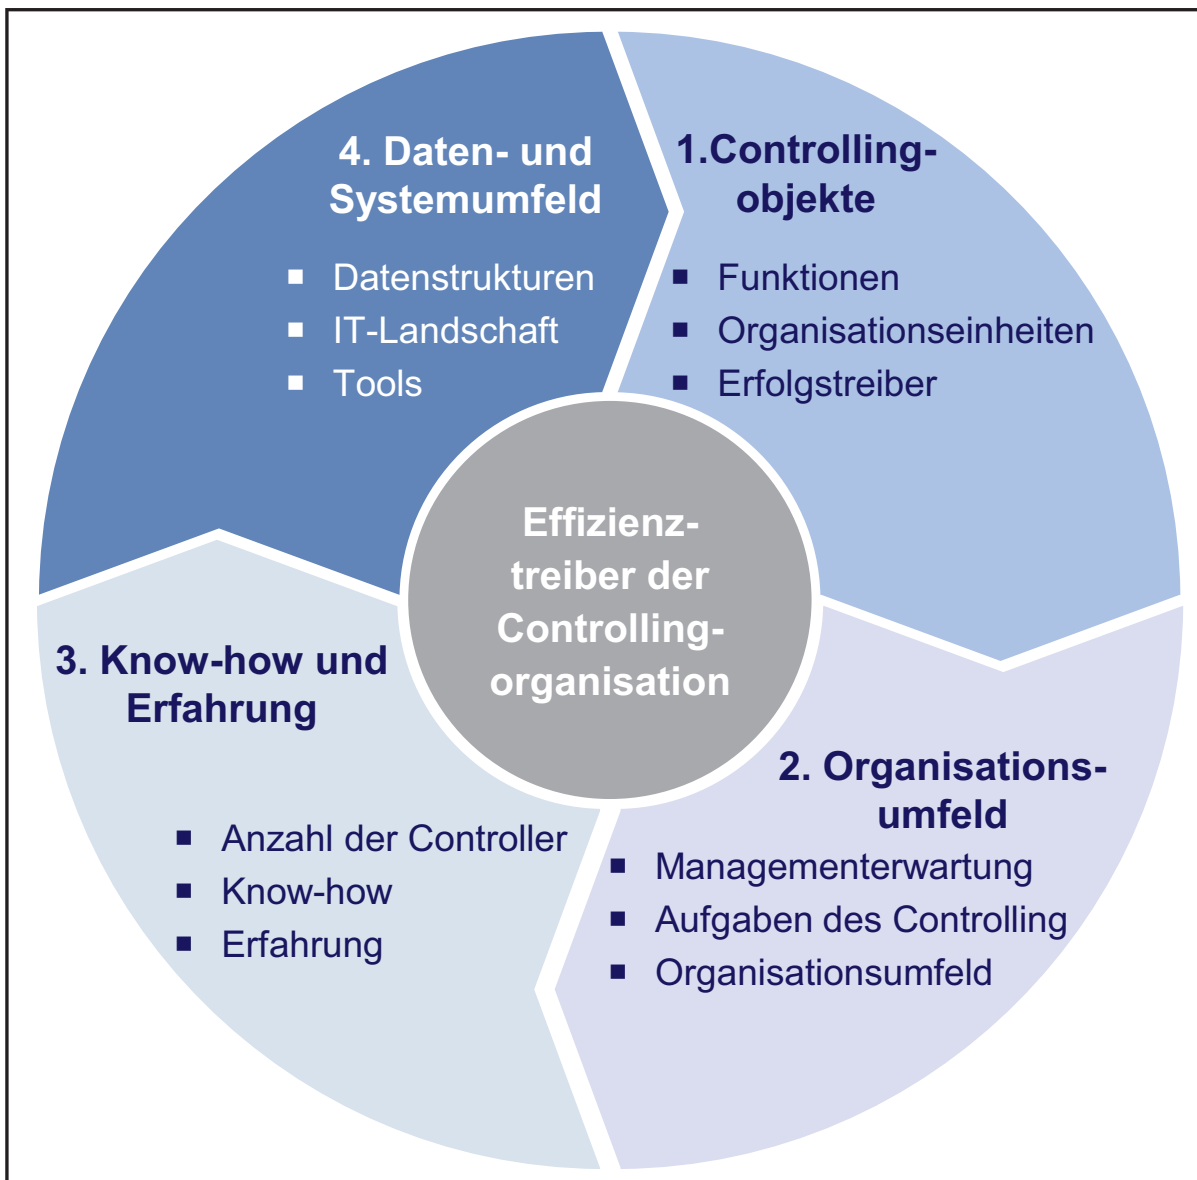 1.Controlling-
objekte
■ Funktionen
■ Organisationseinheiten
■ Erfolgstreiber
2. Organisations-
umfeld
■ Managementerwartung
■ Aufgaben des Controlling
■ Organisationsumfeld
3. Know-how und
Erfahrung
■ Anzahl der Controller
■ Know-how
■ Erfahrung
4. Daten- und
Systemumfeld
■ Datenstrukturen
■ IT-Landschaft
■ Tools
Effizienz-
treiber der
Controlling-
organisation